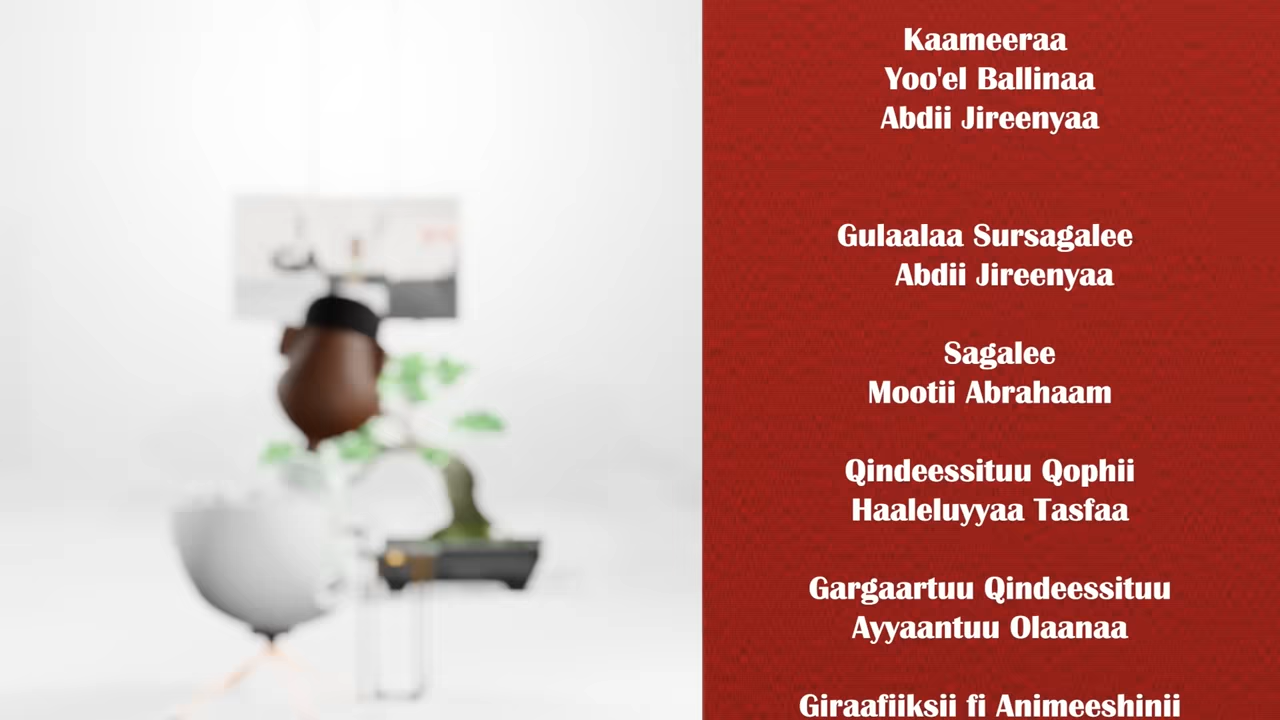 Kaameeraa
Yoo'el Ballinaa
Abdii Jireenyaa
Gulaalaa Sursagalee
Abdii Jireenyaa
Sagalee
Mootii Abrahaam
Qindeessituu Qophii
Haaleluyyaa Tasfaa
Gargaartuu Qindeessituu
Ayyaantuu Olaanaa
Giraafiiksii fi Animeeshinii